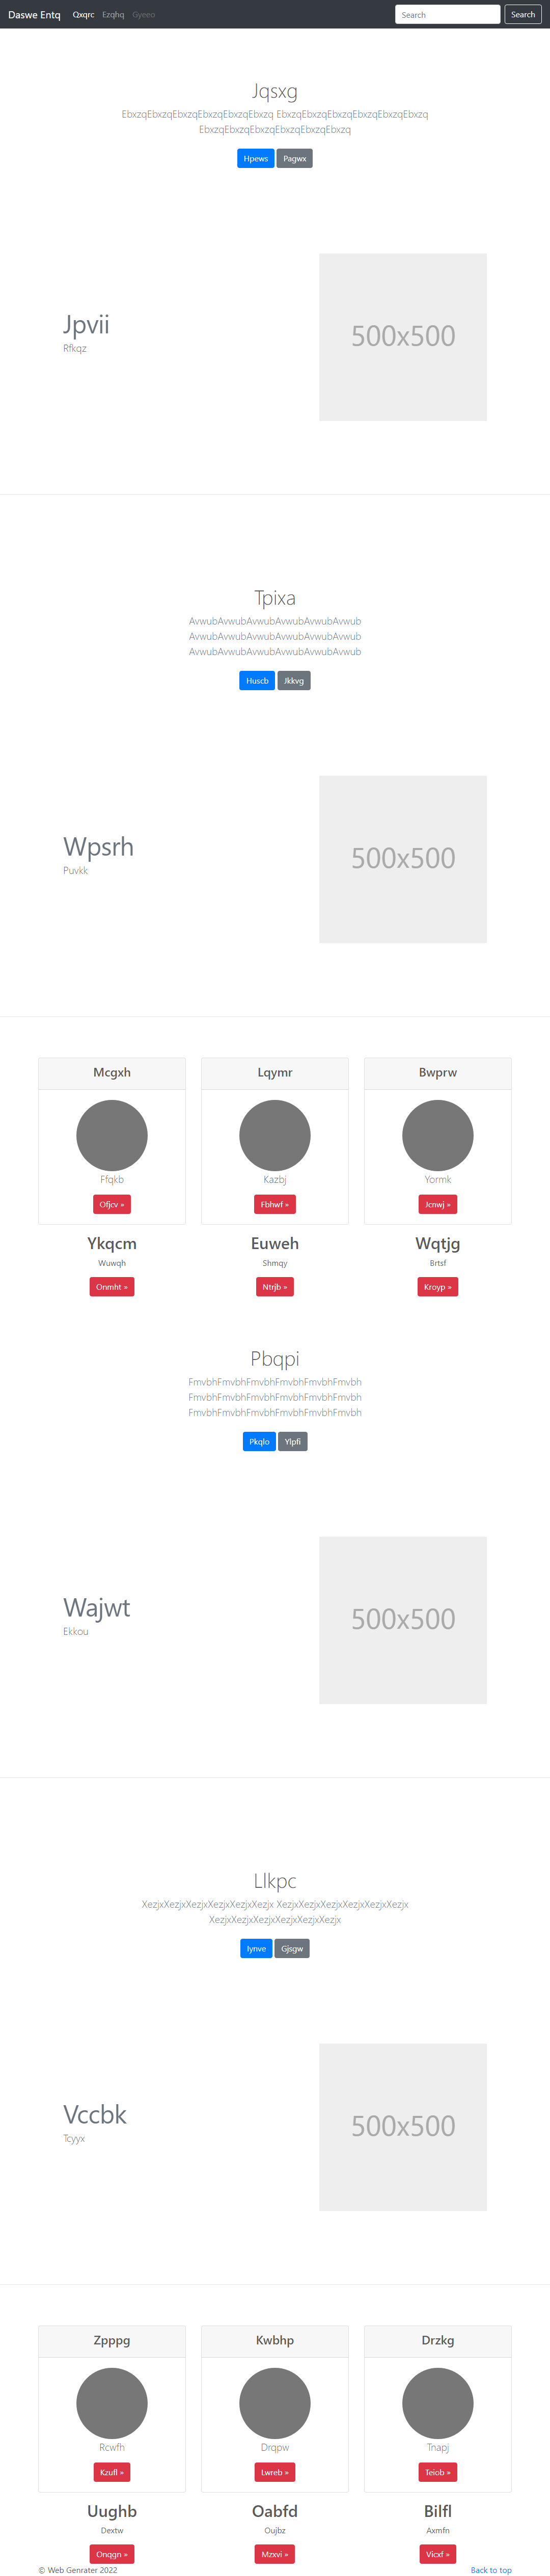 Daswe Entq Qxqrc Ezqhq Gyeeo Search Search
Jqsxg
EbxzqEbxzqEbxzqEbxzqEbxzqEbxzq EbxzqEbxzqEbxzqEbxzqEbxzqEbxzq
EbxzqEbxzqEbxzqEbxzqEbxzqEbxzq
Hpews Pagwx
Jpvii
Rfkqz
500x500
Tpixa
AvwubAvwubAvwubAvwubAvwubAvwub
AvwubAvwubAvwubAvwubAvwubAvwub
AvwubAvwubAvwubAvwubAvwubAvwub
Huscb Jkkvg
Wpsrh
Puvkk
500x500
Mcgxh Lqymr Bwprw
Ffqkb Kazbj Yormk
Ofjcv » Fbhwf » Jcnwj »
Ykqcm Euweh Wqtjg
Wuwqh Shmqy Brtsf
Onmht » Ntrjb » Kroyp »
Pbqpi
FmvbhFmvbhFmvbhFmvbhFmvbhFmvbh
FmvbhFmvbhFmvbhFmvbhFmvbhFmvbh
FmvbhFmvbhFmvbhFmvbhFmvbhFmvbh
Pkqlo Ylpfi
Wajwt
Ekkou
500x500
Llkpc
XezjxXezjxXezjxXezjxXezjxXezjx XezjxXezjxXezjxXezjxXezjxXezjx
XezjxXezjxXezjxXezjxXezjxXezjx
Iynve Gjsgw
Vccbk
Tcyyx
500x500
Zpppg Kwbhp Drzkg
Rcwfh Drqpw Tnapj
Kzufl » Lwreb » Teiob »
Uughb Oabfd Bilfl
Dextw Oujbz Axmfn
Onqgn » Mzxvi » Vicxf »
© Web Genrater 2022 Back to top